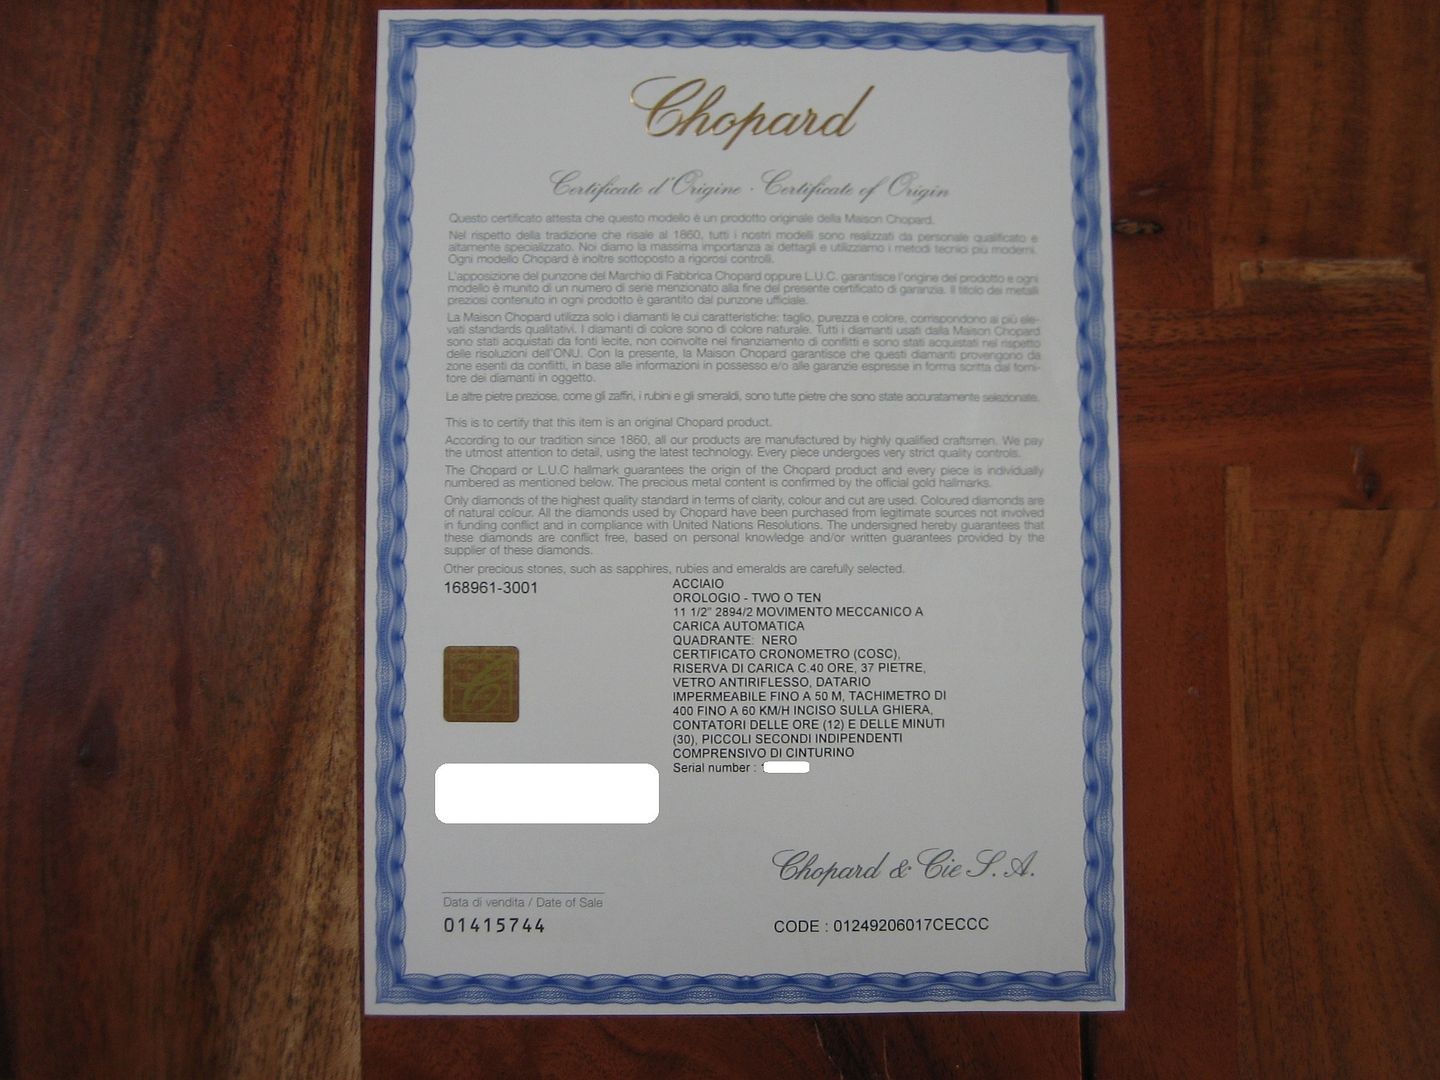 Chopard
Certificato d'Origine · Certificate of Origin
Questo certificato attesta che questo modello è un prodotto originale della Maison Chopard.
Nel rispetto della tradizione che risale al 1860, tutti i nostri modelli sono realizzati da personale qualificato e
altamente specializzato. Noi diamo la massima importanza ai dettagli e utilizziamo i metodi tecnici più moderni.
Ogni modello Chopard è inoltre sottoposto a rigorosi controlli.
L'apposizione del punzone del Marchio di Fabbrica Chopard oppure L.U.C. garantisce l'origine del prodotto e ogni
modello è munito di un numero di serie menzionato alla fine del presente certificato di garanzia. Il titolo dei metalli
preziosi contenuto in ogni prodotto è garantito dal punzone ufficiale.
La Maison Chopard utilizza solo i diamanti le cui caratteristiche: taglio, purezza e colore, corrispondono ai più ele-
vati standards qualitativi. I diamanti di colore sono di colore naturale. Tutti i diamanti usati dalla Maison Chopard
sono stati acquistati da fonti lecite, non coinvolte nel finanziamento di conflitti e sono stati acquistati nel rispetto
delle risoluzioni dell'ONU. Con la presente, la Maison Chopard garantisce che questi diamanti provengono da
zone esenti da conflitti, in base alle informazioni in possesso e/o alle garanzie espresse in forma scritta dal forni-
tore dei diamanti in oggetto.
Le altre pietre preziose, come gli zaffiri, i rubini e gli smeraldi, sono tutte pietre che sono state accuratamente selezionate.
This is to certify that this item is an original Chopard product.
According to our tradition since 1860, all our products are manufactured by highly qualified craftsmen. We pay
the utmost attention to detail, using the latest technology. Every piece undergoes very strict quality controls.
The Chopard or L.U.C hallmark guarantees the origin of the Chopard product and every piece is individually
numbered as mentioned below. The precious metal content is confirmed by the official gold hallmarks.
Only diamonds of the highest quality standard in terms of clarity, colour and cut are used. Coloured diamonds are
of natural colour. All the diamonds used by Chopard have been purchased from legitimate sources not involved
in funding conflict and in compliance with United Nations Resolutions. The undersigned hereby guarantees that
these diamonds are conflict free, based on personal knowledge and/or written guarantees provided by the
supplier of these diamonds.
Other precious stones, such as sapphires, rubies and emeralds are carefully selected.
168961-3001
ACCIAIO
OROLOGIO - TWO O TEN
11 1/2" 2894/2 MOVIMENTO MECCANICO A
CARICA AUTOMATICA
QUADRANTE: NERO
CERTIFICATO CRONOMETRO (COSC),
RISERVA DI CARICA C.40 ORE, 37 PIETRE,
VETRO ANTIRIFLESSO, DATARIO
IMPERMEABILE FINO A 50 M, TACHIMETRO DI
400 FINO A 60 KM/H INCISO SULLA GHIERA,
CONTATORI DELLE ORE (12) E DELLE MINUTI
(30), PICCOLI SECONDI INDIPENDENTI
COMPRENSIVO DI CINTURINO
Serial number :
Chopard & Cie S.A.
Data di vendita / Date of Sale
01415744
CODE : 01249206017CECCC